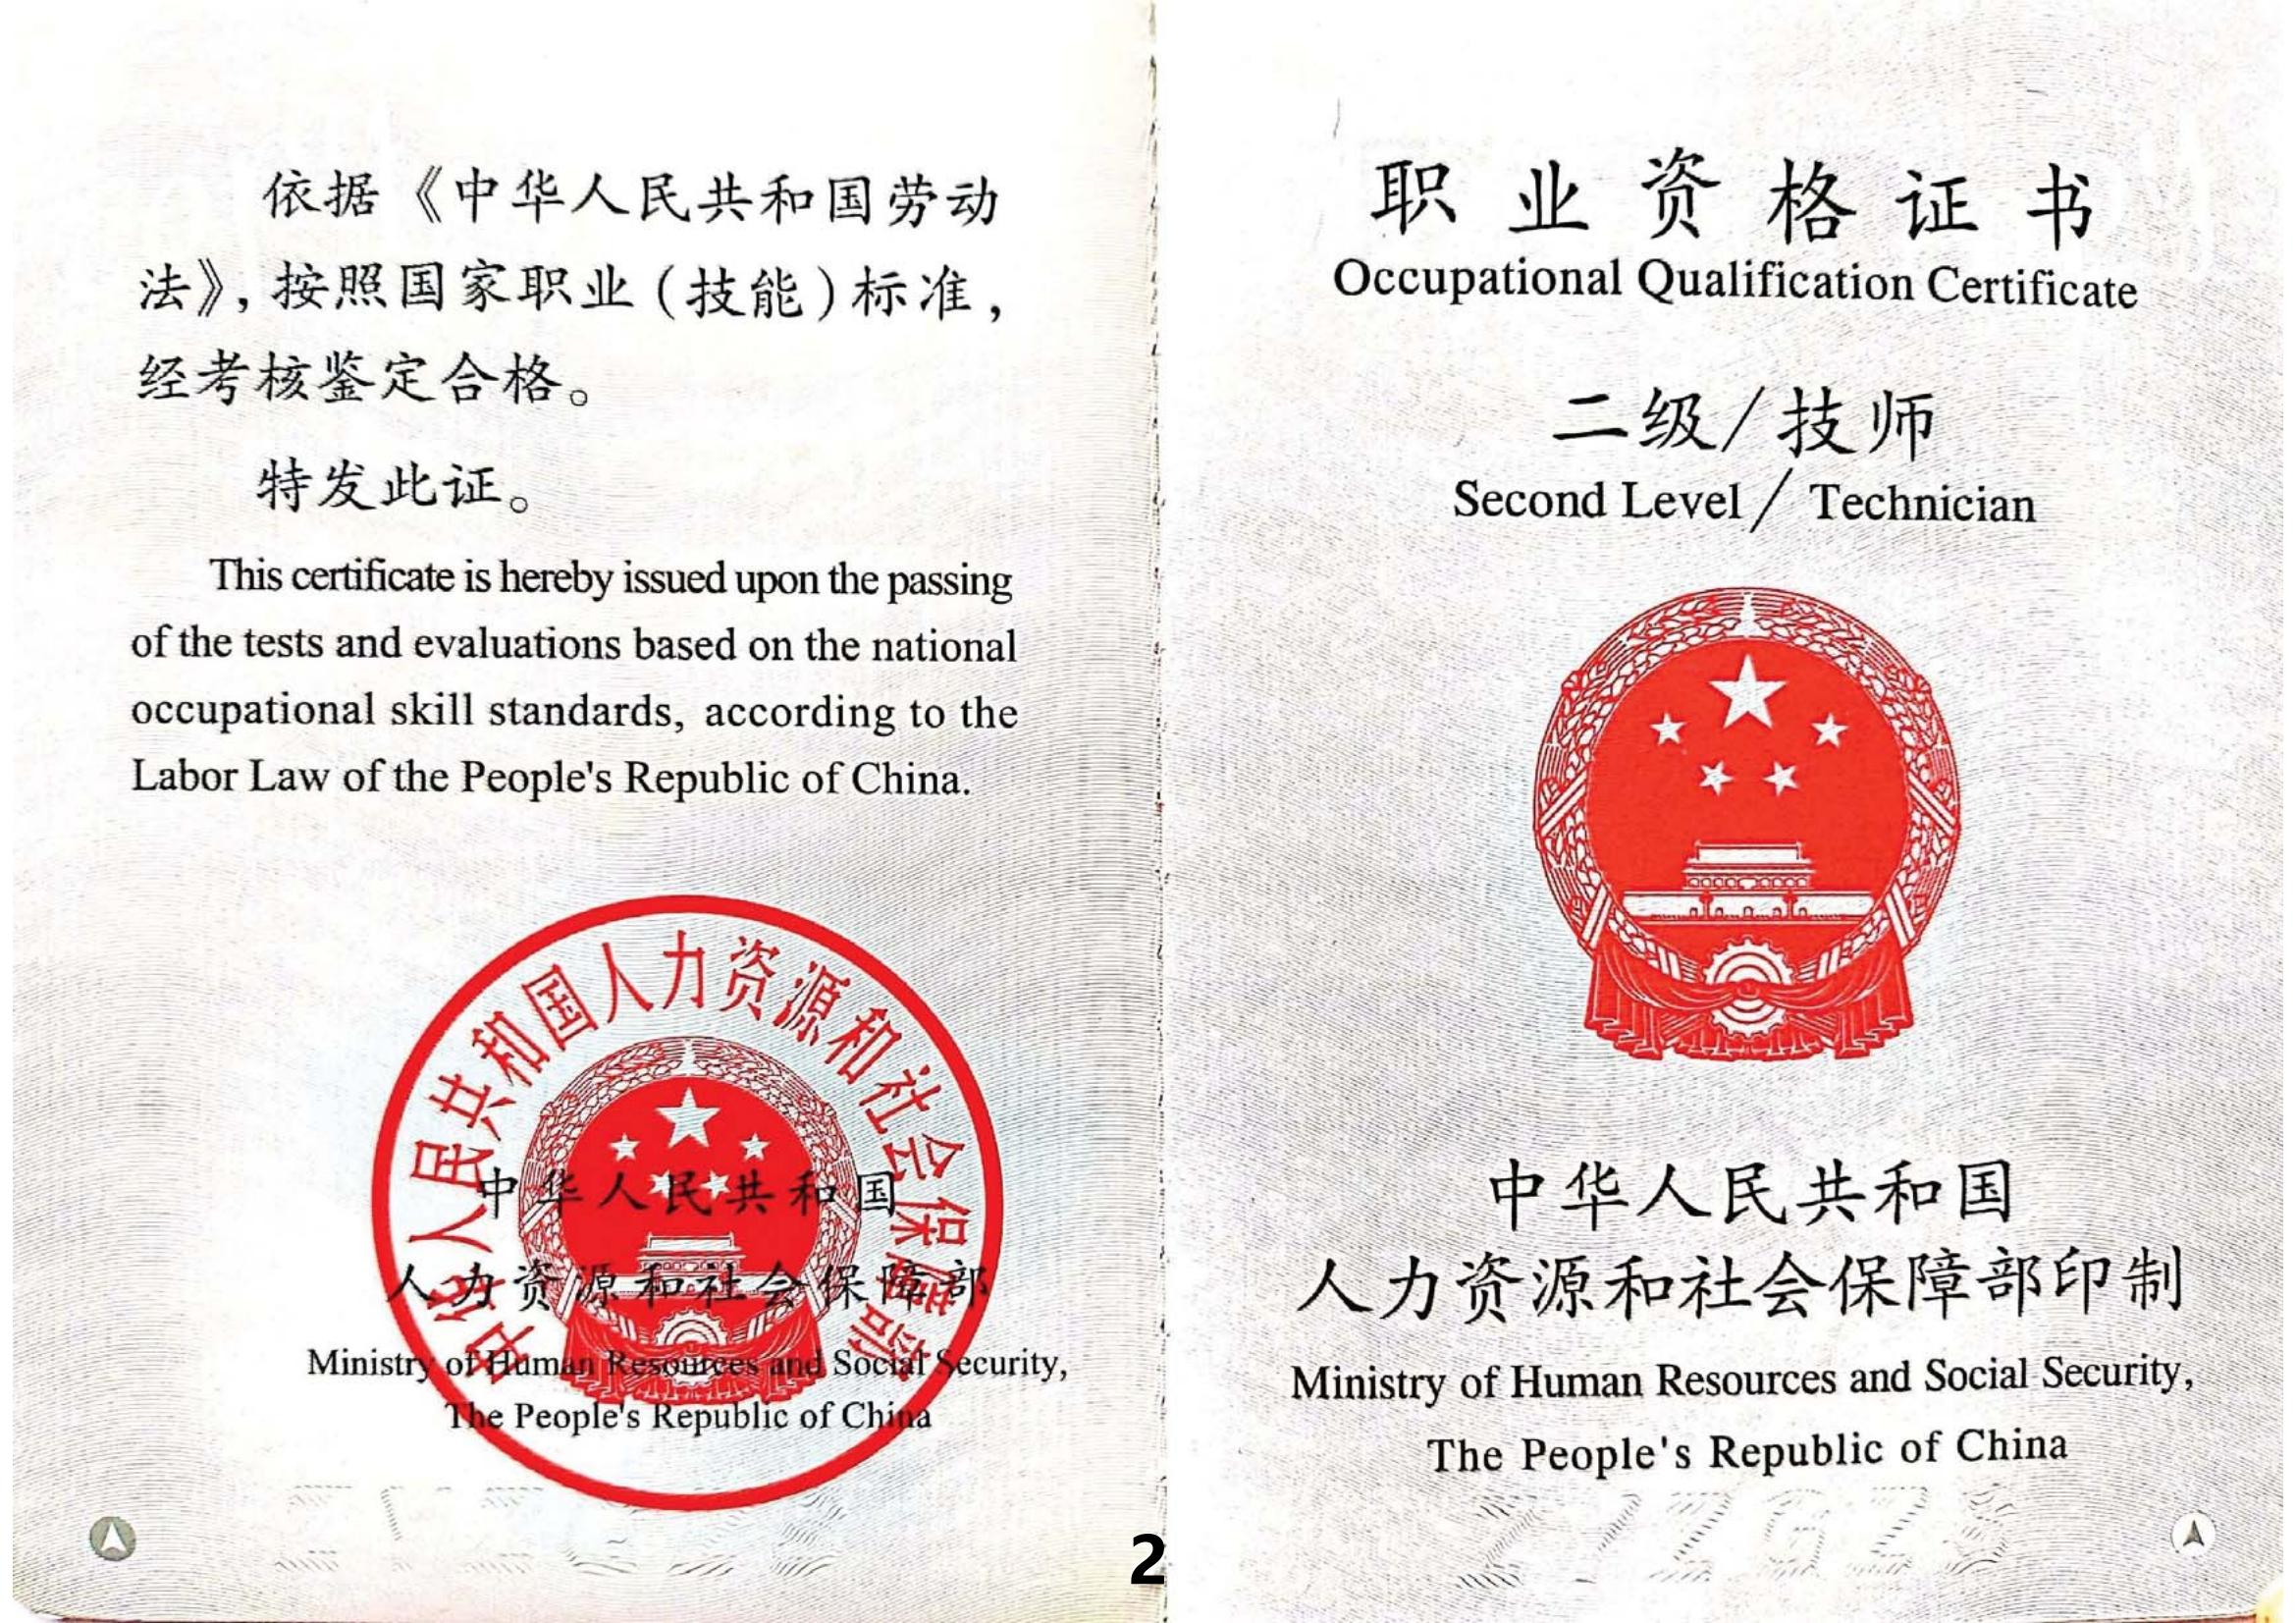 依据《中华人民共和国劳动
法》，按照国家职业(技能)标准，
经考核鉴定合格。
特发此证。
This certificate is hereby issued upon the passing
of the tests and evaluations based on the national
occupational skill standards, according to the
Labor Law of the People's Republic of China.
中华人民共和国人力资源和社会保障部
中华人民共和国
人力资源和社会保障部
Ministry of Human Resources and Social Security,
The People's Republic of China
2
职业资格证书
Occupational Qualification Certificate
二级/技师
Second Level / Technician
中华人民共和国
人力资源和社会保障部印制
Ministry of Human Resources and Social Security,
The People's Republic of China
ZYZGZS